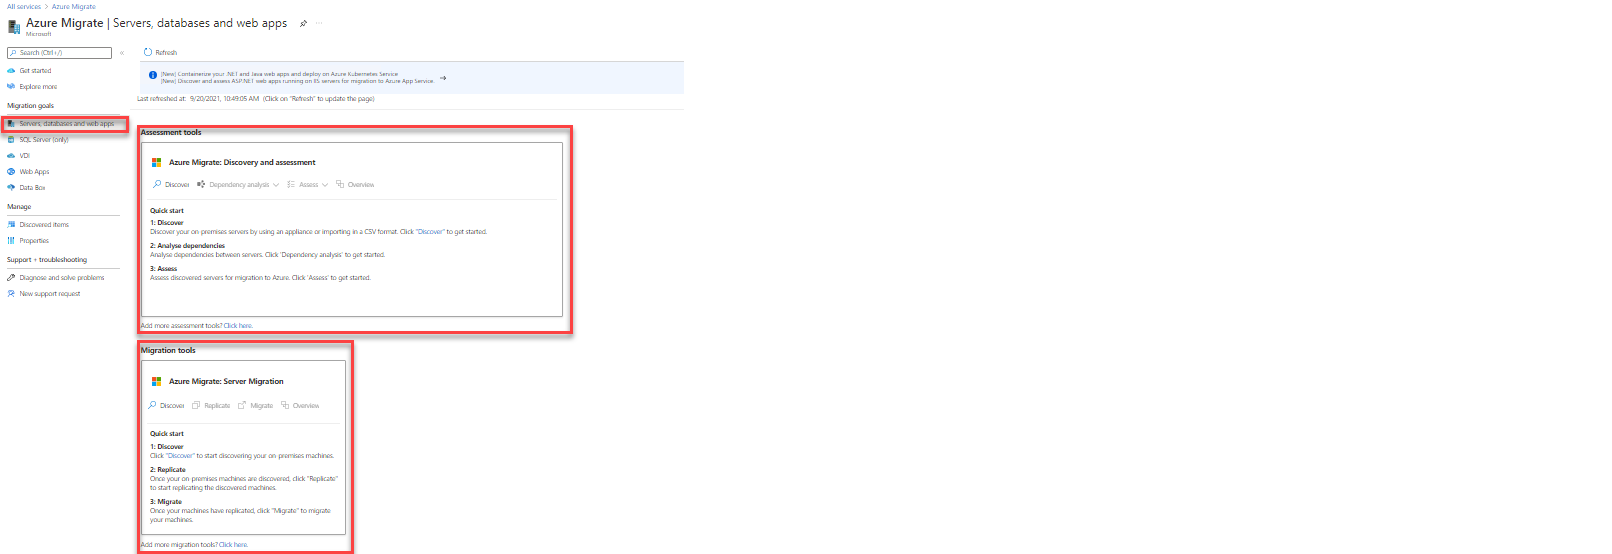 All services > Azure Migrate
Azure Migrate | Servers, databases and web apps
Microsoft
Search (Ctrl+/)
Get started
Explore more
Migration goals
Servers, databases and web apps
SQL Server (only)
VDI
Web Apps
Data Box
Manage
Discovered items
Properties
Support + troubleshooting
Diagnose and solve problems
New support request
Refresh
[New] Containerize your .NET and Java web apps and deploy on Azure Kubernetes Service
[New] Discover and assess ASP.NET web apps running on IIS servers for migration to Azure App Service.
Last refreshed at: 9/20/2021, 10:49:05 AM (Click on "Refresh" to update the page)
Assessment tools
Azure Migrate: Discovery and assessment
Discover Dependency analysis Assess Overview
Quick start
1: Discover
Discover your on-premises servers by using an appliance or importing in a CSV format. Click "Discover" to get started.
2: Analyse dependencies
Analyse dependencies between servers. Click 'Dependency analysis' to get started.
3: Assess
Assess discovered servers for migration to Azure. Click 'Assess' to get started.
Add more assessment tools? Click here.
Migration tools
Azure Migrate: Server Migration
Discover Replicate Migrate Overview
Quick start
1: Discover
Click "Discover" to start discovering your on-premises machines.
2: Replicate
Once your on-premises machines are discovered, click "Replicate"
to start replicating the discovered machines.
3: Migrate
Once your machines have replicated, click "Migrate" to migrate
your machines.
Add more migration tools? Click here.